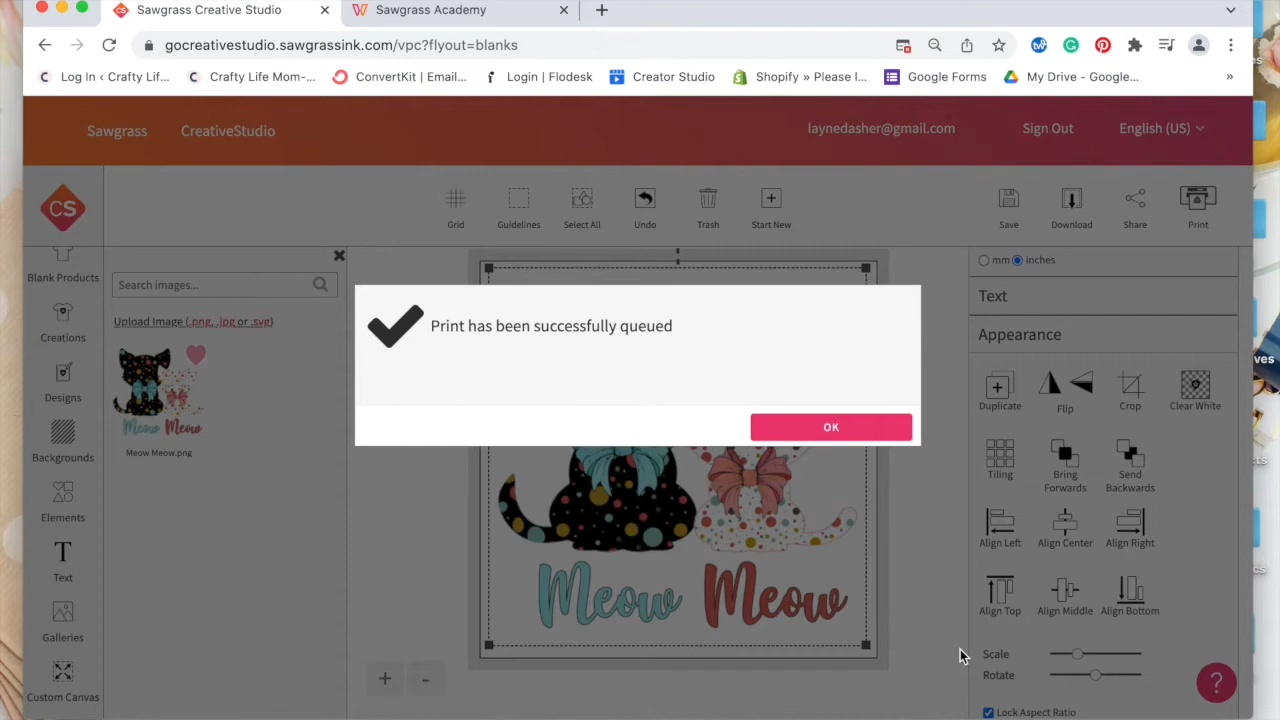 Sawgrass Creative Studio
Sawgrass Academy
gocreativestudio.sawgrassink.com/vpc?flyout=blanks
Log In ‹ Crafty Lif...
Crafty Life Mom-...
ConvertKit | Email...
Login | Flodesk
Creator Studio
Shopify » Please l...
Google Forms
My Drive - Google...
»
Sawgrass
CreativeStudio
laynedasher@gmail.com
Sign Out
English (US)
CS
Grid
Guidelines
Select All
Undo
Trash
Start New
Save
Download
Share
Print
Blank Products
Creations
Designs
Backgrounds
Elements
Text
Galleries
Custom Canvas
Search images...
Upload Image (.png, .jpg or .svg)
Meow Meow
Meow Meow.png
Print has been successfully queued
OK
Meow Meow
mm inches
Text
Appearance
Duplicate
Flip
Crop
Clear White
Tiling
Bring Forwards
Send Backwards
Align Left
Align Center
Align Right
Align Top
Align Middle
Align Bottom
Scale
Rotate
Lock Aspect Ratio
?